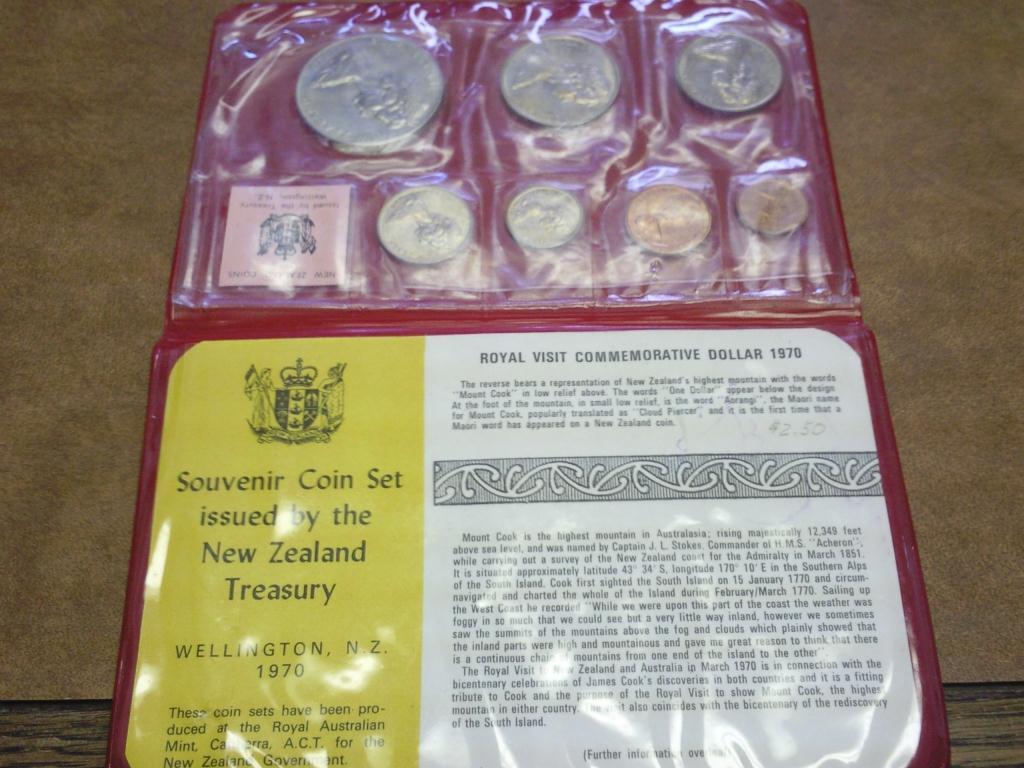 Issued by the Treasury
Wellington, N.Z.
NEW ZEALAND COINS
Souvenir Coin Set
issued by the
New Zealand
Treasury
WELLINGTON, N.Z.
1970
These coin sets have been pro-
duced at the Royal Australian
Mint, Canberra, A.C.T. for the
New Zealand Government.
ROYAL VISIT COMMEMORATIVE DOLLAR 1970
The reverse bears a representation of New Zealand's highest mountain with the words
"Mount Cook" in low relief above. The words "One Dollar" appear below the design.
At the foot of the mountain, in small low relief, is the word "Aorangi", the Maori name
for Mount Cook, popularly translated as "Cloud Piercer" and it is the first time that a
Maori word has appeared on a New Zealand coin.
$2.50
Mount Cook is the highest mountain in Australasia; rising majestically 12,349 feet
above sea level, and was named by Captain J. L. Stokes, Commander of H.M.S. "Acheron",
while carrying out a survey of the New Zealand coast for the Admiralty in March 1851.
It is situated approximately latitude 43° 34' S, longitude 170° 10' E in the Southern Alps
of the South Island. Cook first sighted the South Island on 15 January 1770 and circum-
navigated and charted the whole of the Island during February/March 1770. Sailing up
the West Coast he recorded "While we were upon this part of the coast the weather was
foggy in so much that we could see but a very little way inland, however we sometimes
saw the summits of the mountains above the fog and clouds which plainly showed that
the inland parts were high and mountainous and gave me great reason to think that there
is a continuous chain of mountains from one end of the island to the other".
The Royal Visit to New Zealand and Australia in March 1970 is in connection with the
bicentenary celebrations of James Cook's discoveries in both countries and it is a fitting
tribute to Cook and the purpose of the Royal Visit to show Mount Cook, the highest
mountain in either country. The visit also coincides with the bicentenary of the rediscovery
of the South Island.
(Further information overleaf)